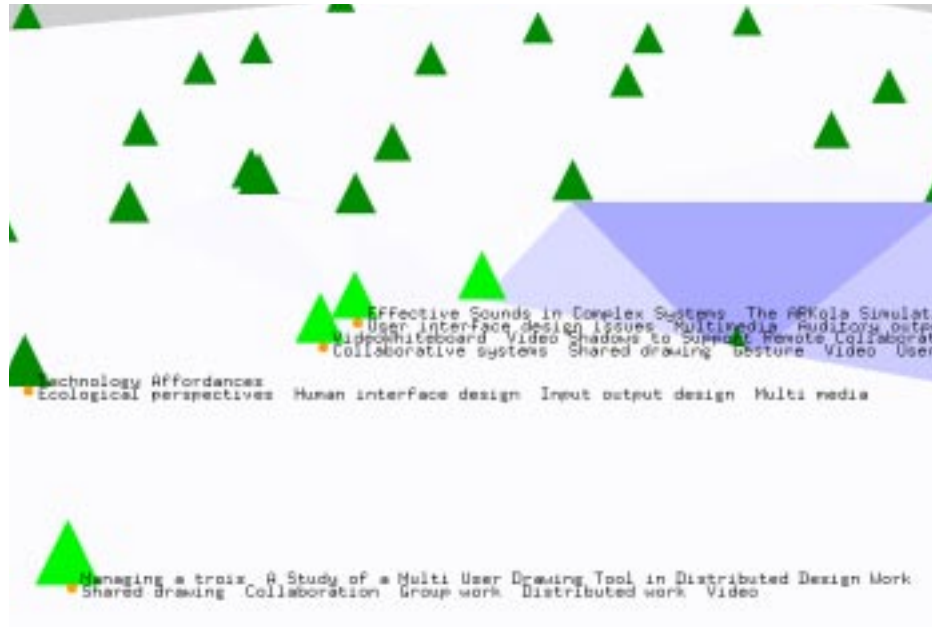 Effective Sounds in Complex Systems The ARKola Simulat
User interface design issues Multimedia Auditory outpu
VideoWhiteboard Video Shadows to Support Remote Collaborat
Collaborative systems Shared drawing Gesture Video User
Technology Affordances
Ecological perspectives Human interface design Input output design Multi media
Managing a trois A Study of a Multi User Drawing Tool in Distributed Design Work
Shared drawing Collaboration Group work Distributed work Video